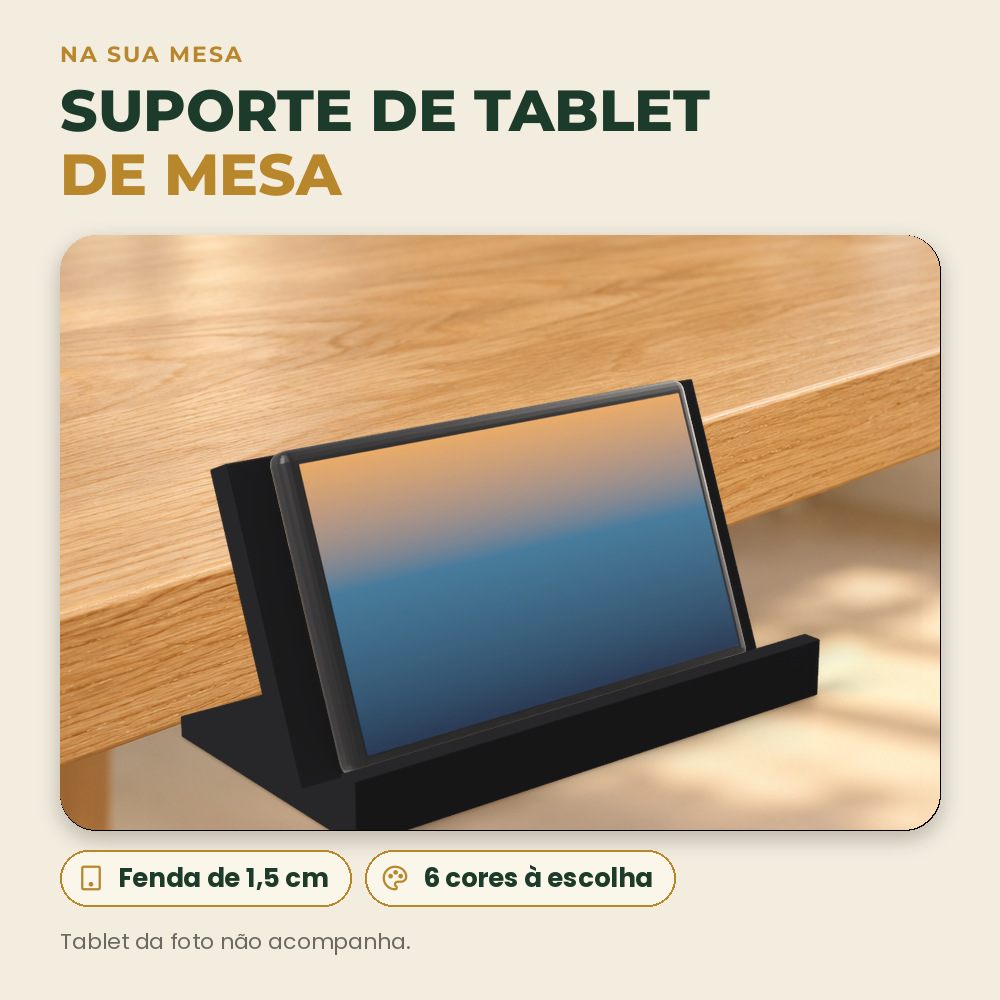 NA SUA MESA
SUPORTE DE TABLET
DE MESA
Fenda de 1,5 cm
6 cores à escolha
Tablet da foto não acompanha.